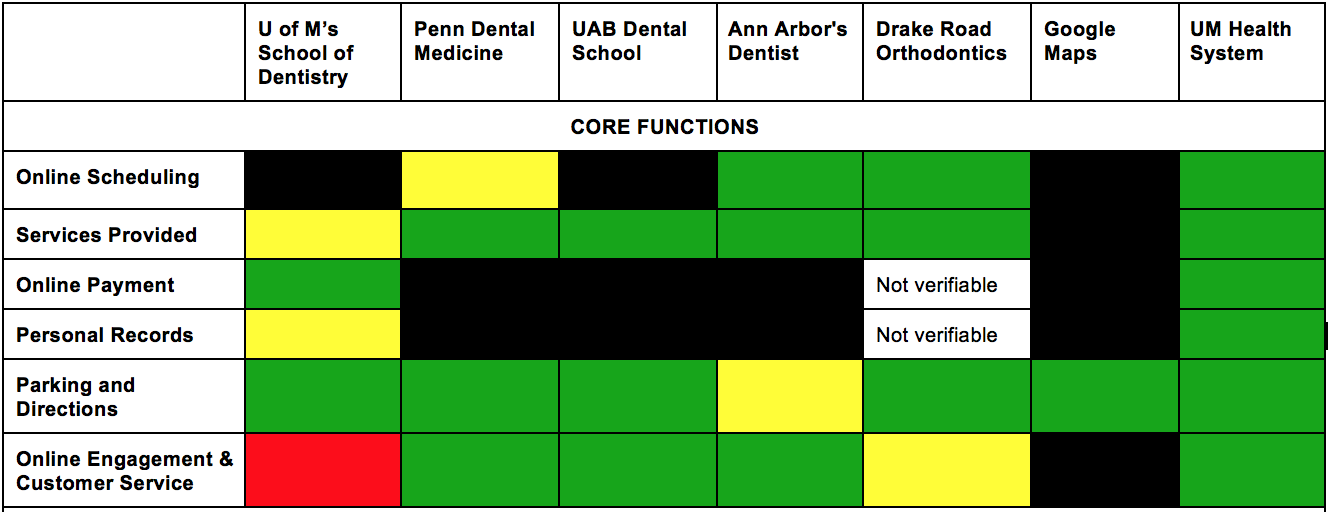 U of M’s
School of
Dentistry
Penn Dental
Medicine
UAB Dental
School
Ann Arbor's
Dentist
Drake Road
Orthodontics
Google
Maps
UM Health
System
CORE FUNCTIONS
Online Scheduling
Services Provided
Online Payment
Not verifiable
Personal Records
Not verifiable
Parking and
Directions
Online Engagement &
Customer Service